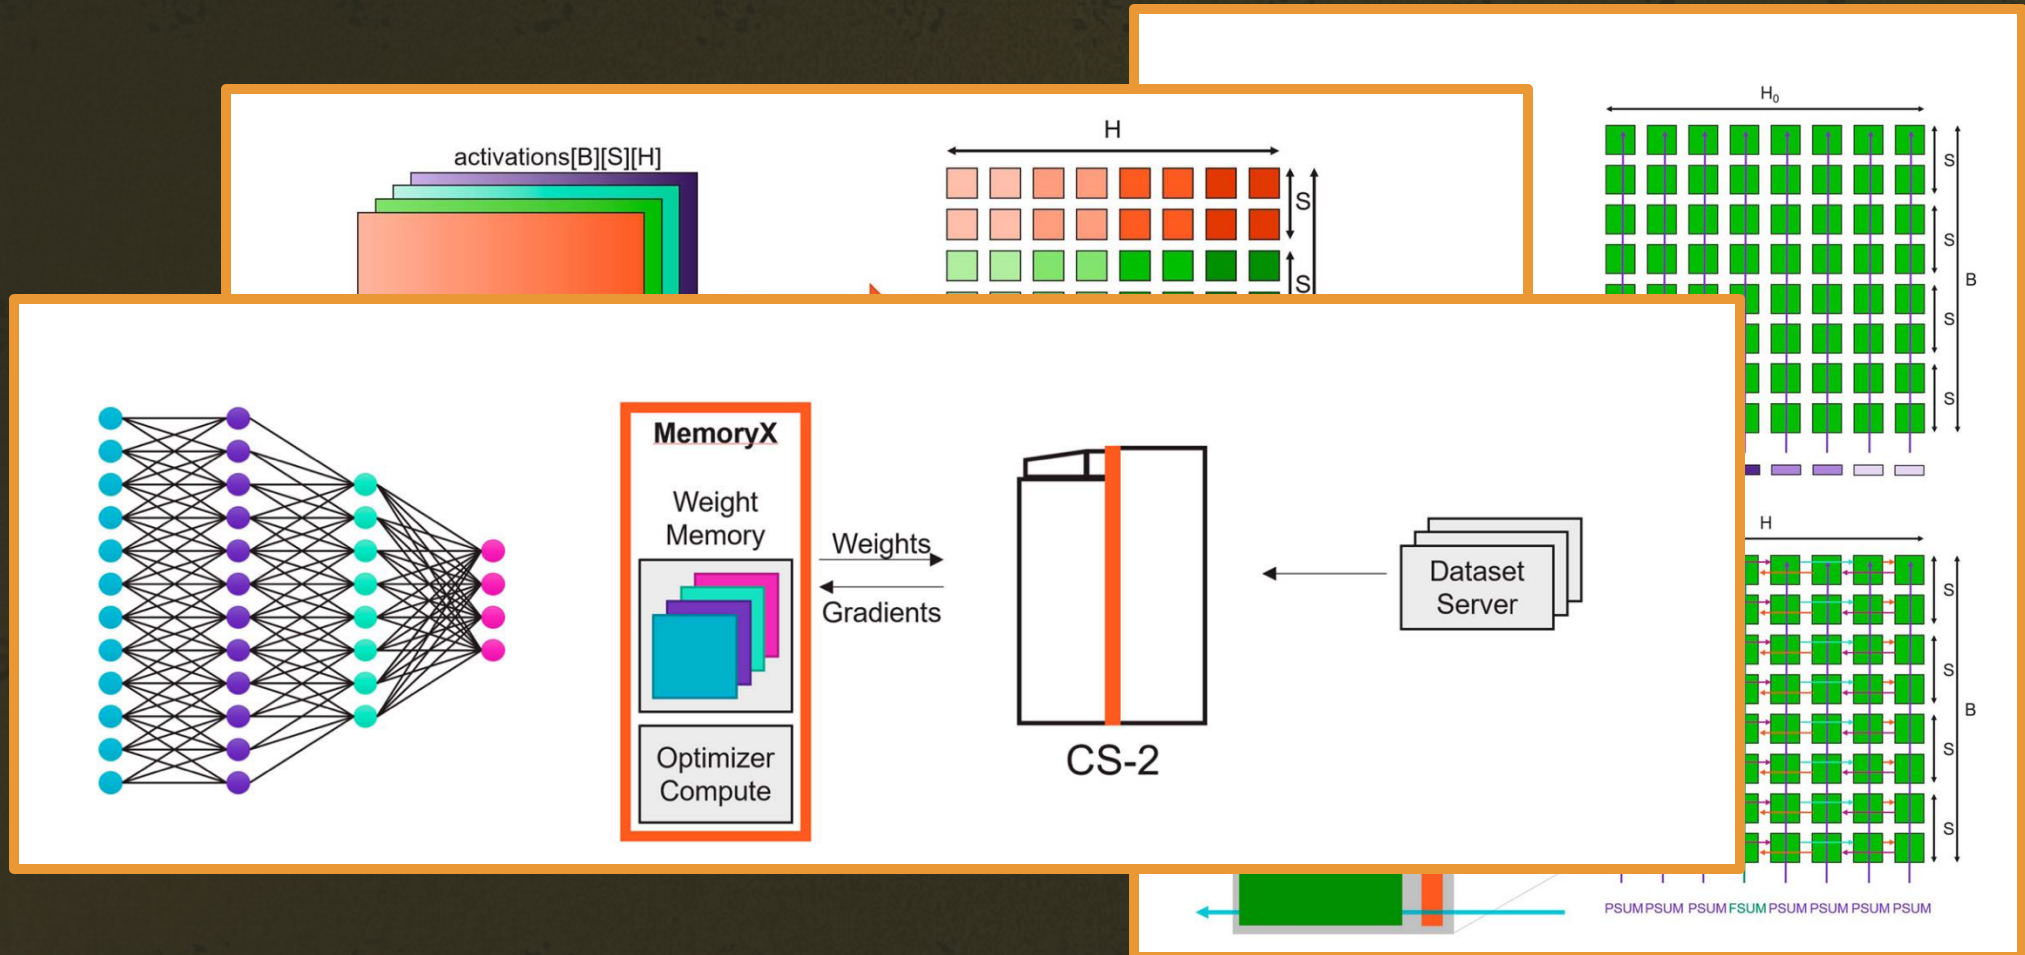 H₀
S
S
B
S
S
activations[B][S][H]
H
S
S
MemoryX
Weight
Memory
Weights
Gradients
Optimizer
Compute
CS-2
Dataset
Server
H
S
S
B
S
S
PSUM PSUM PSUM FSUM PSUM PSUM PSUM PSUM